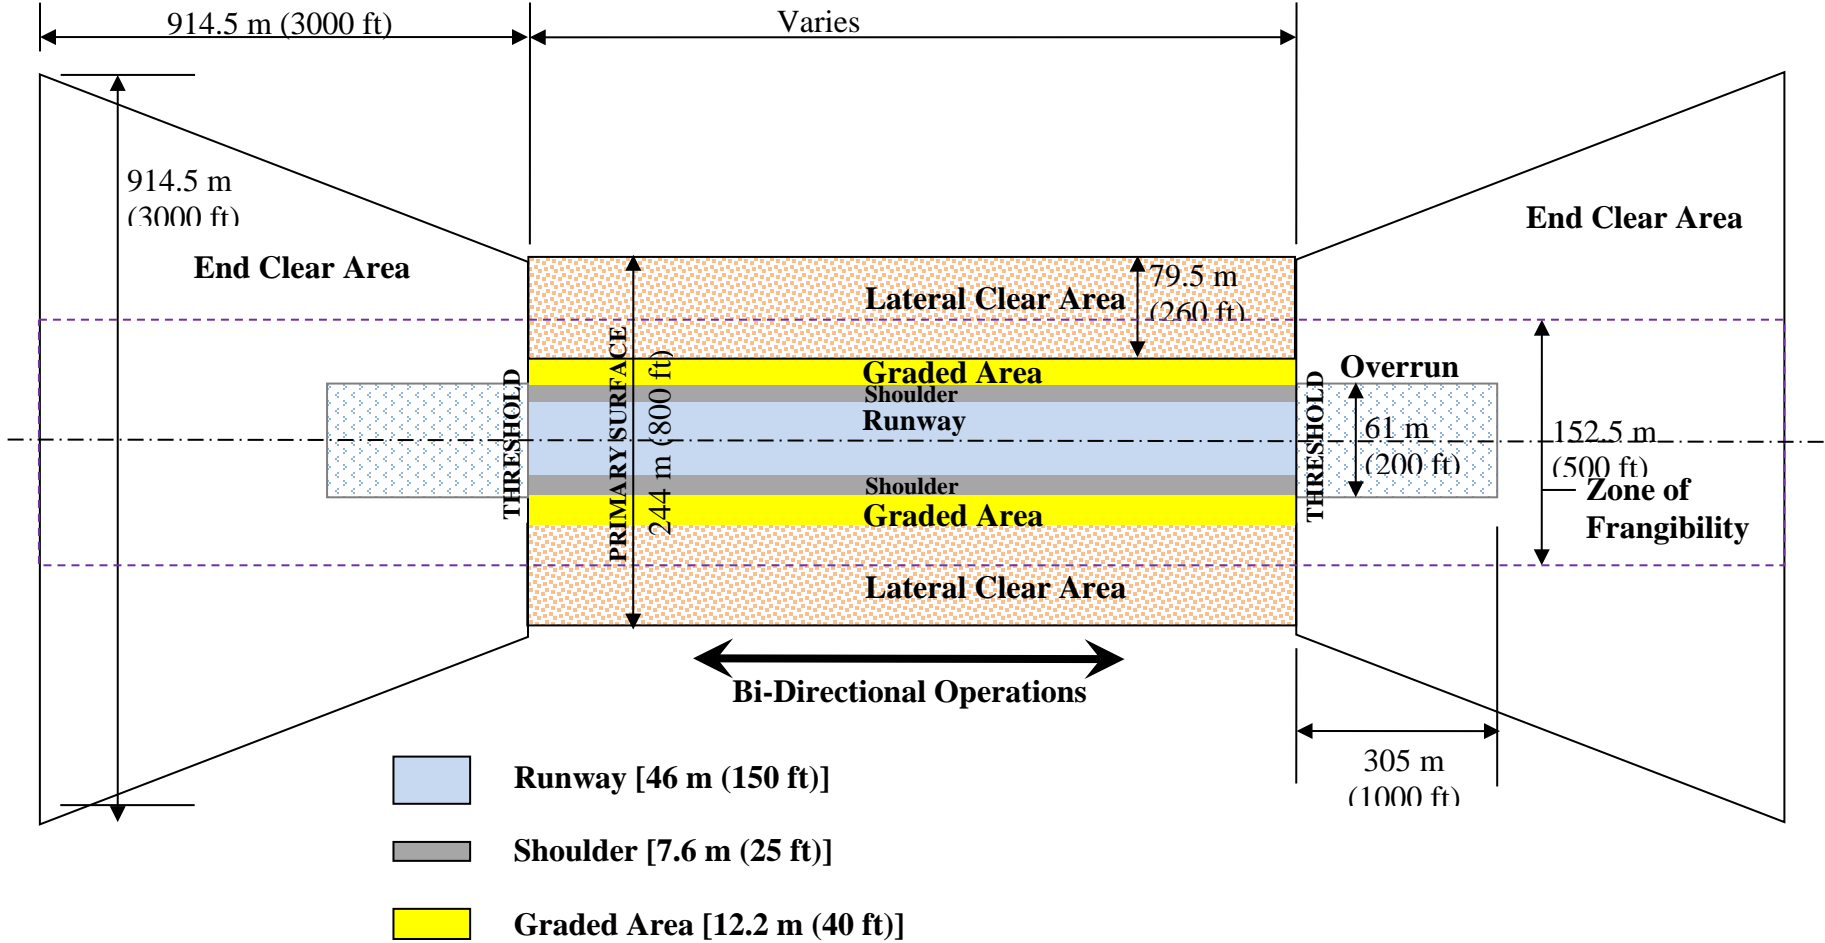 914.5 m (3000 ft)
Varies
914.5 m
(3000 ft)
End Clear Area
End Clear Area
Lateral Clear Area
79.5 m
(260 ft)
THRESHOLD
PRIMARY SURFACE
244 m (800 ft)
Graded Area
Shoulder
Runway
Shoulder
Graded Area
Lateral Clear Area
THRESHOLD
Overrun
61 m
(200 ft)
152.5 m
(500 ft)
Zone of
Frangibility
Bi-Directional Operations
305 m
(1000 ft)
Runway [46 m (150 ft)]
Shoulder [7.6 m (25 ft)]
Graded Area [12.2 m (40 ft)]